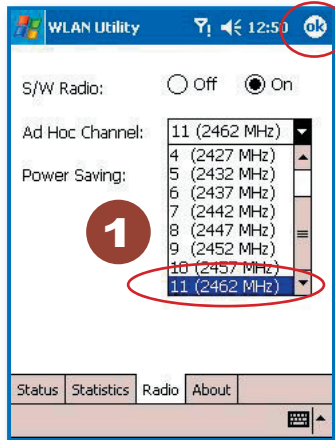 WLAN Utility 12:50 ok
S/W Radio: Off On
Ad Hoc Channel: 11 (2462 MHz)
4 (2427 MHz)
Power Saving: 5 (2432 MHz)
6 (2437 MHz)
7 (2442 MHz)
8 (2447 MHz)
9 (2452 MHz)
10 (2457 MHz)
11 (2462 MHz)
1
Status Statistics Radio About